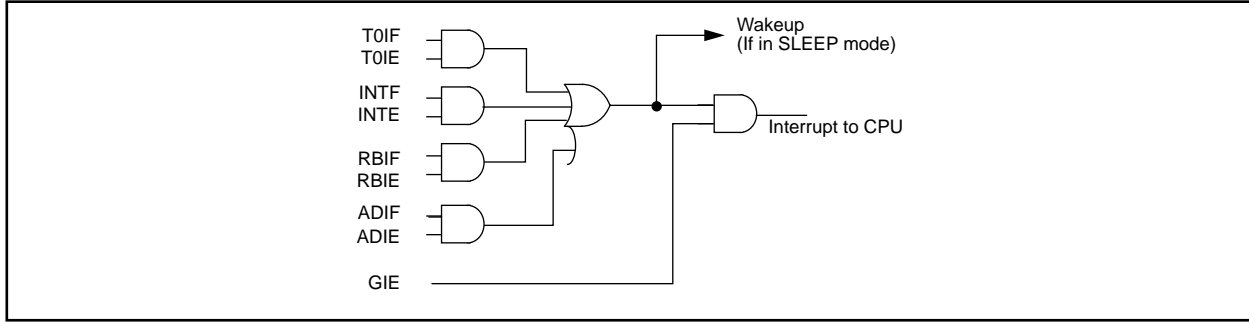 T0IF
T0IE
INTF
INTE
RBIF
RBIE
ADIF
ADIE
GIE
Wakeup
(If in SLEEP mode)
Interrupt to CPU